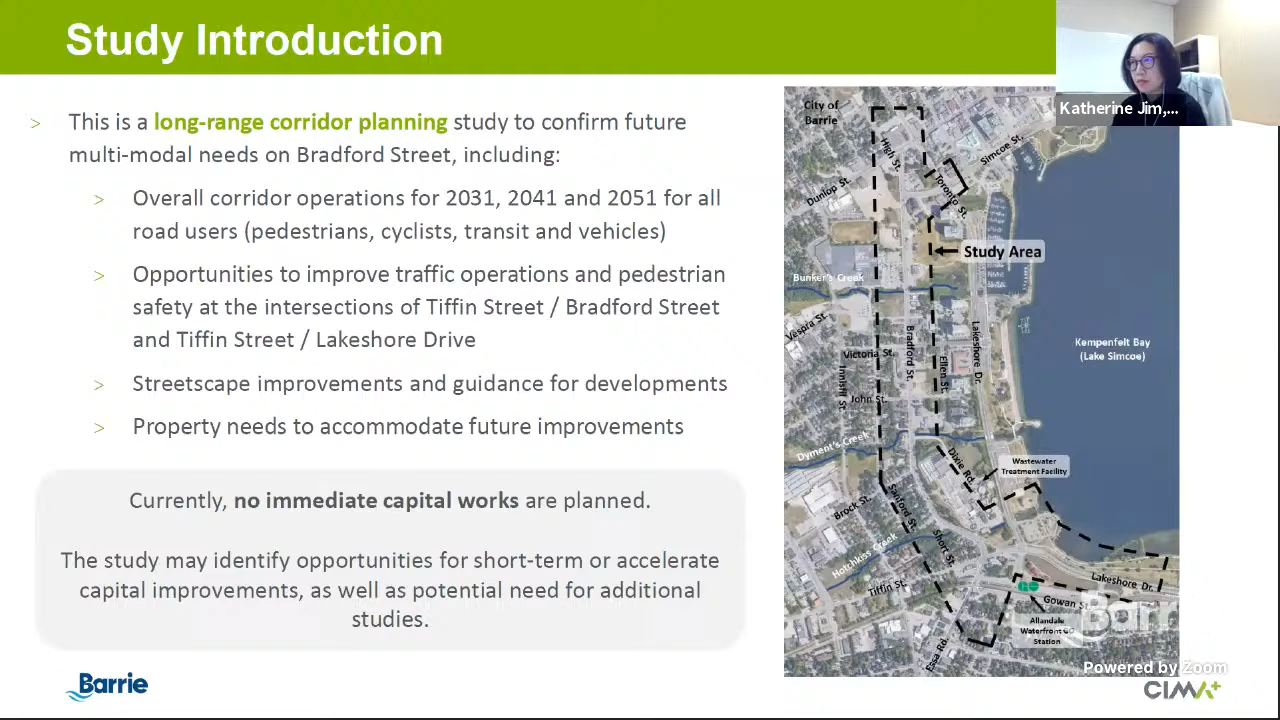 Study Introduction
Katherine Jim,...
> This is a long-range corridor planning study to confirm future
multi-modal needs on Bradford Street, including:
> Overall corridor operations for 2031, 2041 and 2051 for all
road users (pedestrians, cyclists, transit and vehicles)
> Opportunities to improve traffic operations and pedestrian
safety at the intersections of Tiffin Street / Bradford Street
and Tiffin Street / Lakeshore Drive
> Streetscape improvements and guidance for developments
> Property needs to accommodate future improvements
Currently, no immediate capital works are planned.
The study may identify opportunities for short-term or accelerate
capital improvements, as well as potential need for additional
studies.
City of
Barrie
High St.
Simcoe St.
Dunlop St.
Toronto St.
Study Area
Bunker's Creek
Vespra St.
Bradford St.
Lakeshore Dr.
Kempenfelt Bay
(Lake Simcoe)
Victoria St.
Ellen St.
Innisfil St.
John St.
Dyment's Creek
Dixie Rd.
Wastewater
Treatment Facility
Brock St.
Sanford St.
Short St.
Hotchkiss Creek
Tiffin St.
Lakeshore Dr.
GO
Gowan St.
Allandale
Waterfront GO
Station
Essa Rd.
Barrie
Powered by Zoom
Barrie
CIMA+